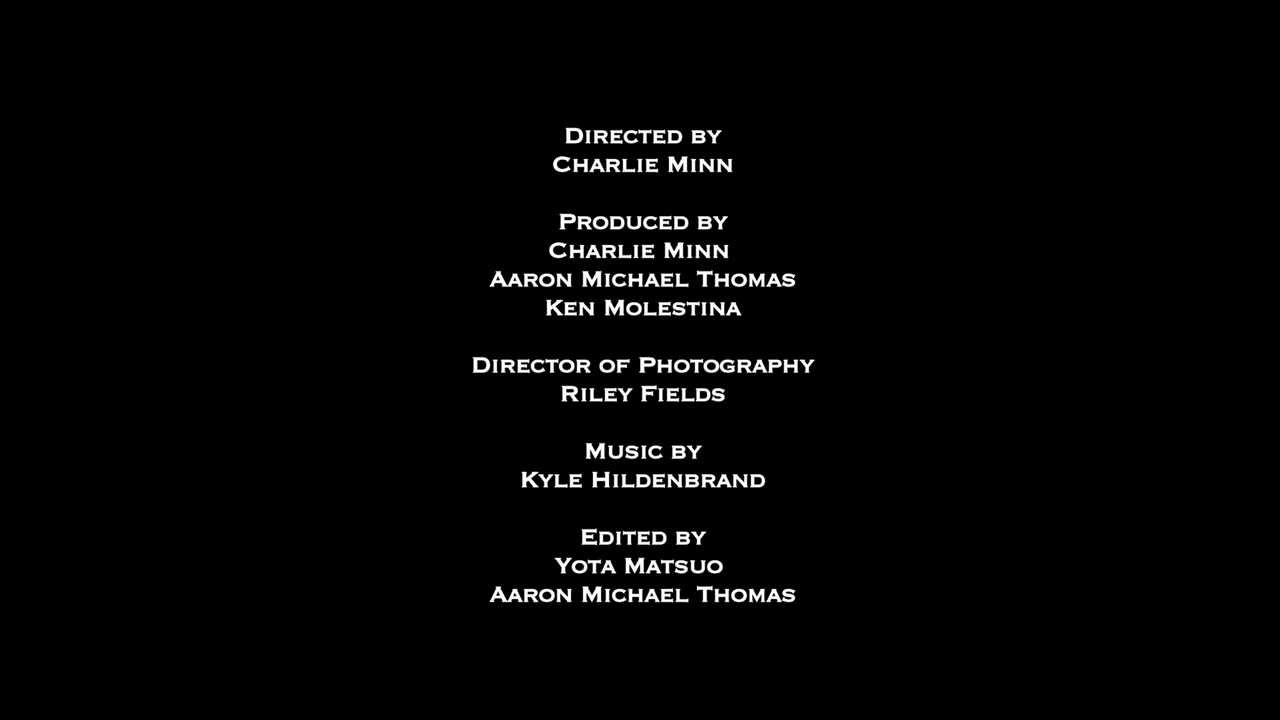 Directed by
Charlie Minn
Produced by
Charlie Minn
Aaron Michael Thomas
Ken Molestina
Director of Photography
Riley Fields
Music by
Kyle Hildenbrand
Edited by
Yota Matsuo
Aaron Michael Thomas